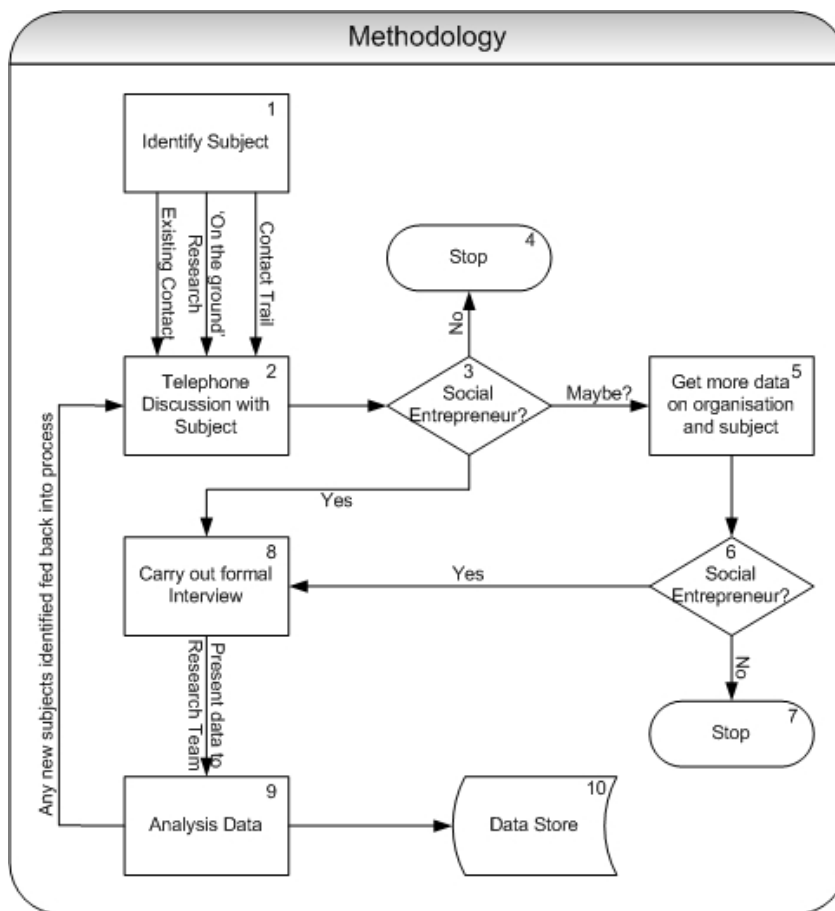 Methodology
1
Identify Subject
Existing Contact
'On the ground'
Research
Contact Trail
2
Telephone
Discussion with
Subject
3
Social
Entrepreneur?
No
4
Stop
Maybe?
5
Get more data
on organisation
and subject
6
Social
Entrepreneur?
No
7
Stop
Yes
Yes
8
Carry out formal
Interview
Present data to
Research Team
9
Analysis Data
10
Data Store
Any new subjects identified fed back into process